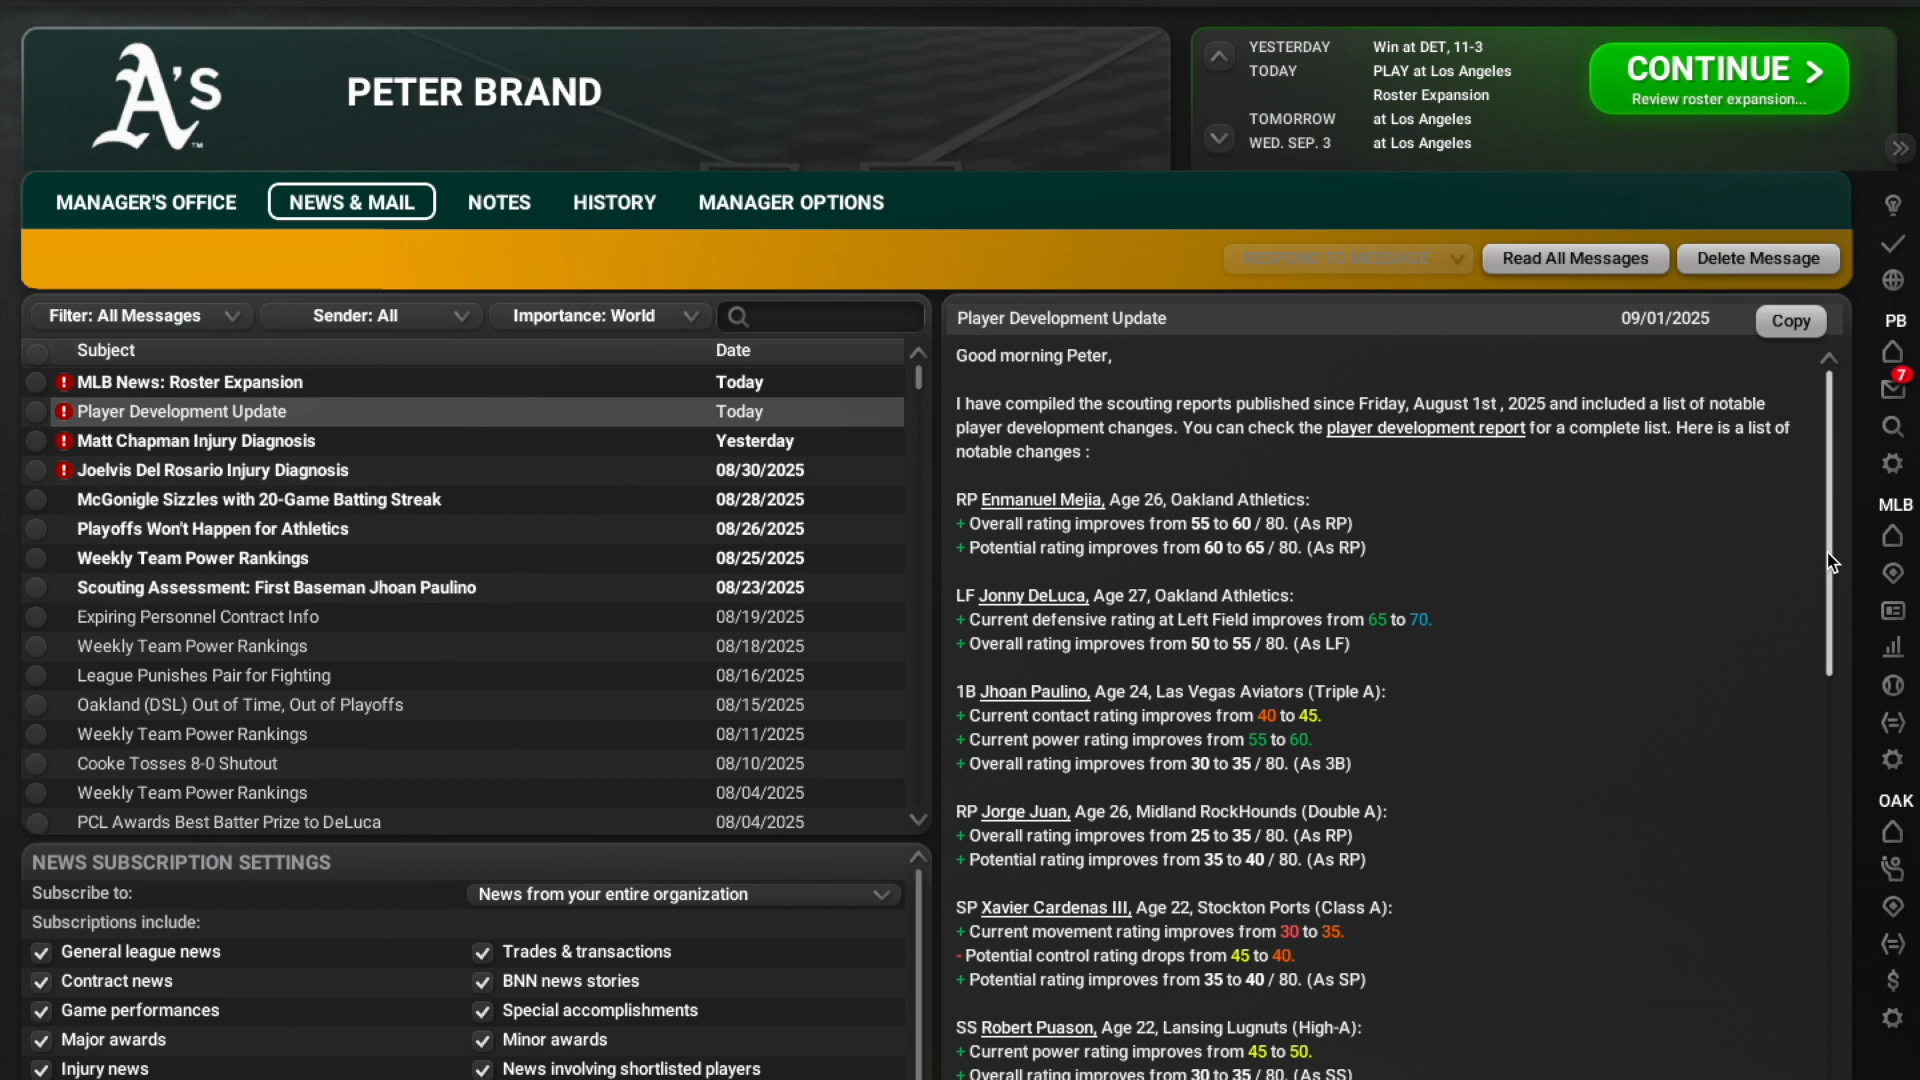 A's
TM
PETER BRAND
YESTERDAY Win at DET, 11-3
TODAY PLAY at Los Angeles
Roster Expansion
TOMORROW at Los Angeles
WED. SEP. 3 at Los Angeles
CONTINUE
Review roster expansion...
MANAGER'S OFFICE NEWS & MAIL NOTES HISTORY MANAGER OPTIONS
RESPOND TO MESSAGE Read All Messages Delete Message
Filter: All Messages Sender: All Importance: World
Subject Date
MLB News: Roster Expansion Today
Player Development Update Today
Matt Chapman Injury Diagnosis Yesterday
Joelvis Del Rosario Injury Diagnosis 08/30/2025
McGonigle Sizzles with 20-Game Batting Streak 08/28/2025
Playoffs Won't Happen for Athletics 08/26/2025
Weekly Team Power Rankings 08/25/2025
Scouting Assessment: First Baseman Jhoan Paulino 08/23/2025
Expiring Personnel Contract Info 08/19/2025
Weekly Team Power Rankings 08/18/2025
League Punishes Pair for Fighting 08/16/2025
Oakland (DSL) Out of Time, Out of Playoffs 08/15/2025
Weekly Team Power Rankings 08/11/2025
Cooke Tosses 8-0 Shutout 08/10/2025
Weekly Team Power Rankings 08/04/2025
PCL Awards Best Batter Prize to DeLuca 08/04/2025
NEWS SUBSCRIPTION SETTINGS
Subscribe to: News from your entire organization
Subscriptions include:
General league news Trades & transactions
Contract news BNN news stories
Game performances Special accomplishments
Major awards Minor awards
Injury news News involving shortlisted players
Player Development Update 09/01/2025 Copy
Good morning Peter,
I have compiled the scouting reports published since Friday, August 1st , 2025 and included a list of notable
player development changes. You can check the player development report for a complete list. Here is a list of
notable changes :
RP Enmanuel Mejia, Age 26, Oakland Athletics:
+ Overall rating improves from 55 to 60 / 80. (As RP)
+ Potential rating improves from 60 to 65 / 80. (As RP)
LF Jonny DeLuca, Age 27, Oakland Athletics:
+ Current defensive rating at Left Field improves from 65 to 70.
+ Overall rating improves from 50 to 55 / 80. (As LF)
1B Jhoan Paulino, Age 24, Las Vegas Aviators (Triple A):
+ Current contact rating improves from 40 to 45.
+ Current power rating improves from 55 to 60.
+ Overall rating improves from 30 to 35 / 80. (As 3B)
RP Jorge Juan, Age 26, Midland RockHounds (Double A):
+ Overall rating improves from 25 to 35 / 80. (As RP)
+ Potential rating improves from 35 to 40 / 80. (As RP)
SP Xavier Cardenas III, Age 22, Stockton Ports (Class A):
+ Current movement rating improves from 30 to 35.
- Potential control rating drops from 45 to 40.
+ Potential rating improves from 35 to 40 / 80. (As SP)
SS Robert Puason, Age 22, Lansing Lugnuts (High-A):
+ Current power rating improves from 45 to 50.
+ Overall rating improves from 30 to 35 / 80. (As SS)
PB
7
MLB
OAK